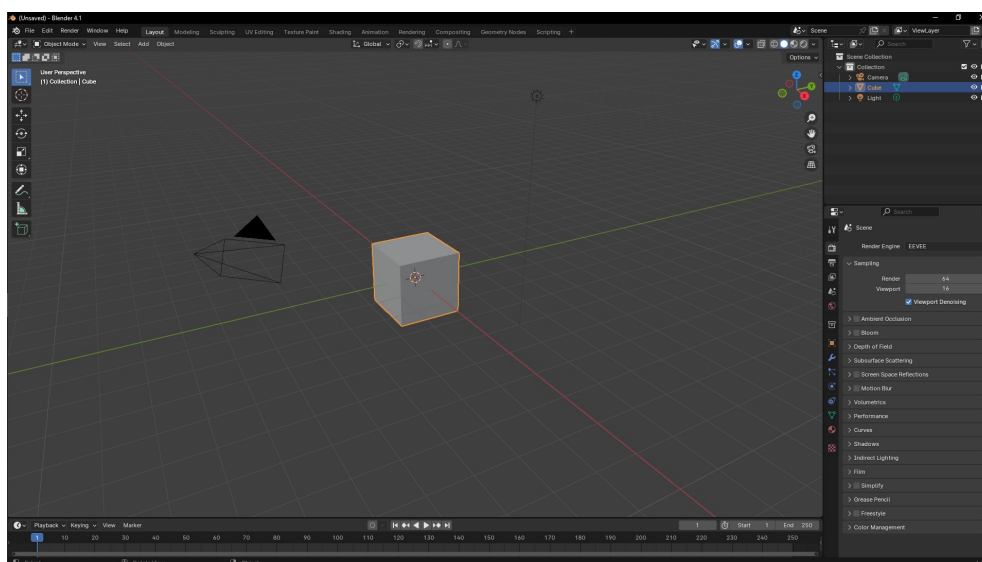 (Unsaved) - Blender 4.1
File Edit Render Window Help Layout Modeling Sculpting UV Editing Texture Paint Shading Animation Rendering Compositing Geometry Nodes Scripting + Scene ViewLayer
Object Mode View Select Add Object Global Search
Options
User Perspective
(1) Collection | Cube
Z
Y
X
Scene Collection
Collection
Camera
Cube
Light
Search
Scene
Render Engine EEVEE
Sampling
Render 64
Viewport 16
Viewport Denoising
Ambient Occlusion
Bloom
Depth of Field
Subsurface Scattering
Screen Space Reflections
Motion Blur
Volumetrics
Performance
Curves
Shadows
Indirect Lighting
Film
Simplify
Grease Pencil
Freestyle
Color Management
Playback Keying View Marker 1 Start 1 End 250
1 10 20 30 40 50 60 70 80 90 100 110 120 130 140 150 160 170 180 190 200 210 220 230 240 250